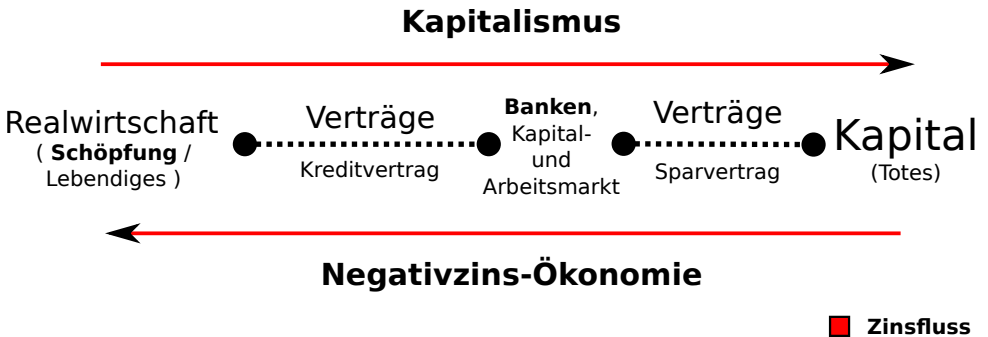 Kapitalismus
Realwirtschaft
( Schöpfung /
Lebendiges )
Verträge
Kreditvertrag
Banken,
Kapital-
und
Arbeitsmarkt
Verträge
Sparvertrag
Kapital
(Totes)
Negativzins-Ökonomie
Zinsfluss